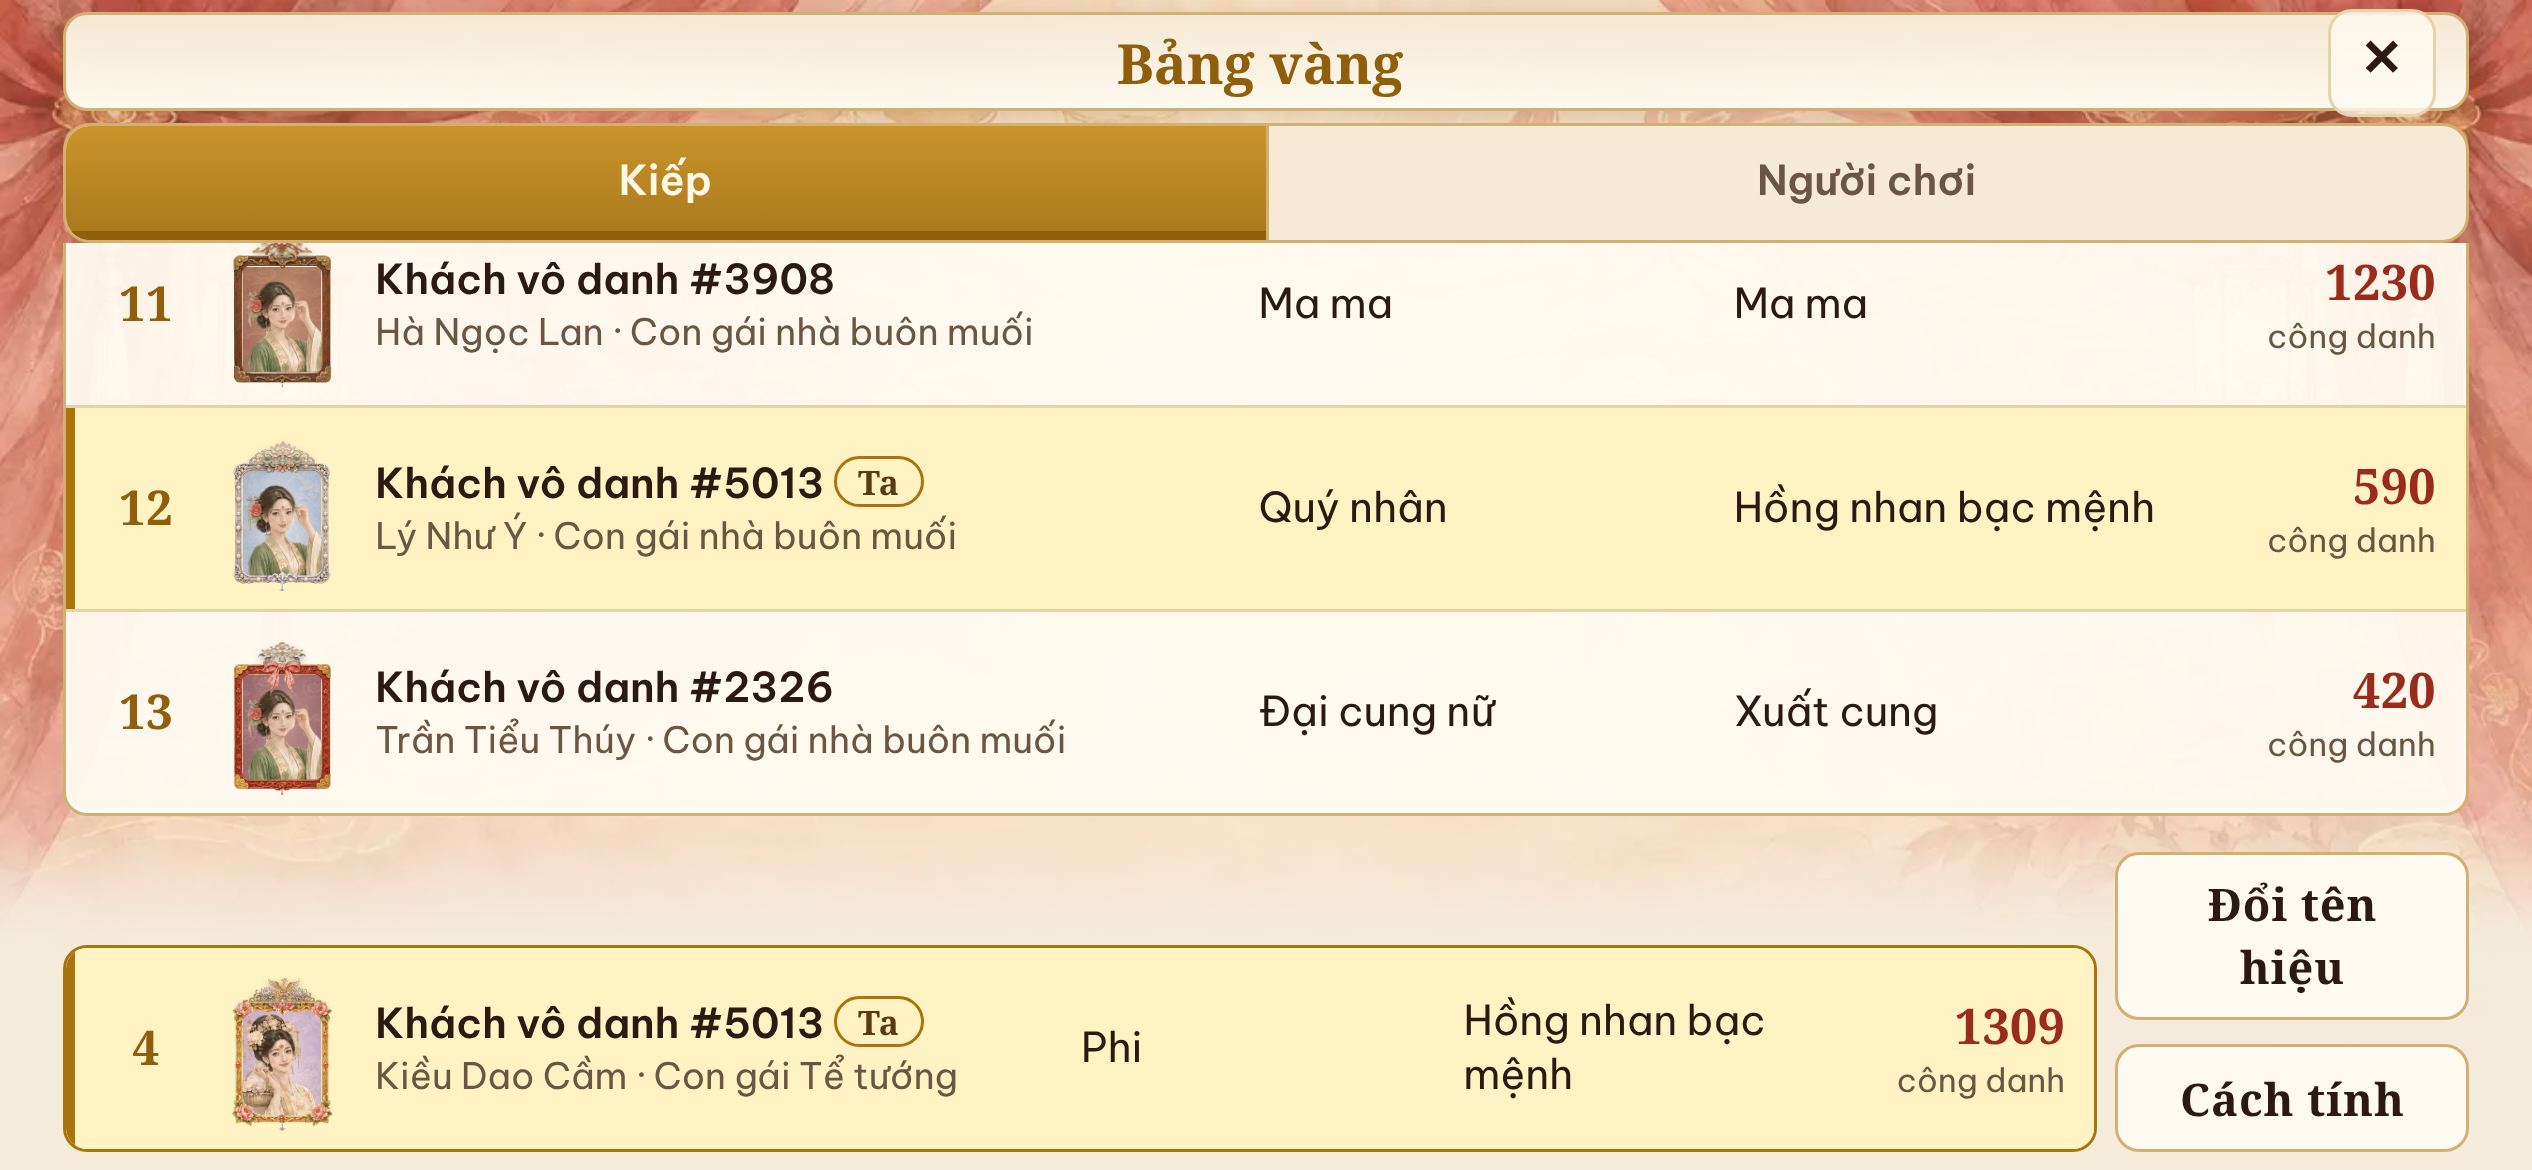 Bảng vàng
×
Kiếp
Người chơi
11
Khách vô danh #3908
Hà Ngọc Lan · Con gái nhà buôn muối
Ma ma
Ma ma
1230
công danh
12
Khách vô danh #5013 Ta
Lý Như Ý · Con gái nhà buôn muối
Quý nhân
Hồng nhan bạc mệnh
590
công danh
13
Khách vô danh #2326
Trần Tiểu Thúy · Con gái nhà buôn muối
Đại cung nữ
Xuất cung
420
công danh
4
Khách vô danh #5013 Ta
Kiều Dao Cầm · Con gái Tể tướng
Phi
Hồng nhan bạc
mệnh
1309
công danh
Đổi tên
hiệu
Cách tính